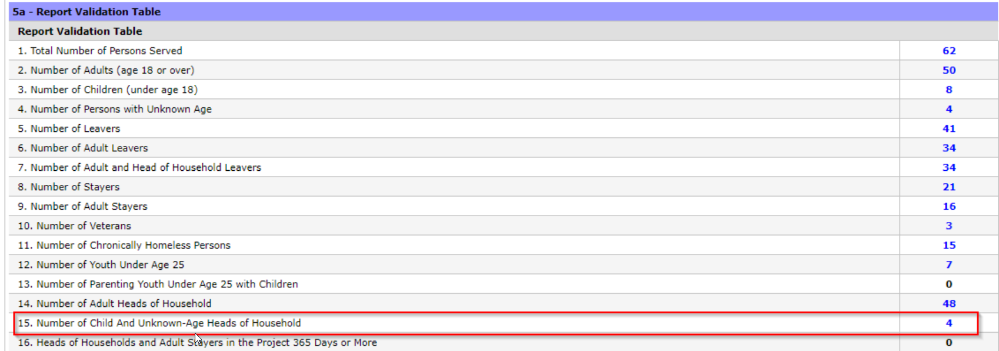 5a - Report Validation Table
Report Validation Table
1. Total Number of Persons Served 62
2. Number of Adults (age 18 or over) 50
3. Number of Children (under age 18) 8
4. Number of Persons with Unknown Age 4
5. Number of Leavers 41
6. Number of Adult Leavers 34
7. Number of Adult and Head of Household Leavers 34
8. Number of Stayers 21
9. Number of Adult Stayers 16
10. Number of Veterans 3
11. Number of Chronically Homeless Persons 15
12. Number of Youth Under Age 25 7
13. Number of Parenting Youth Under Age 25 with Children 0
14. Number of Adult Heads of Household 48
15. Number of Child And Unknown-Age Heads of Household 4
16. Heads of Households and Adult Stayers in the Project 365 Days or More 0